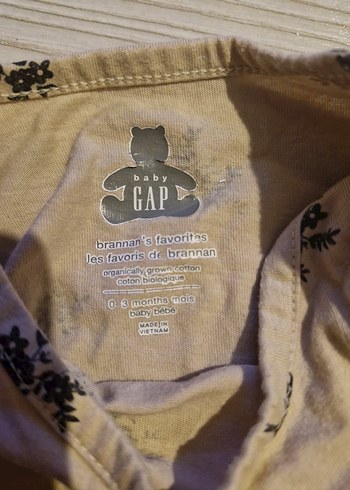 baby
GAP
brannan's favorites
les favoris de brannan
organically grown cotton
coton biologique
0-3 months mois
baby bébé
MADE IN
VIETNAM